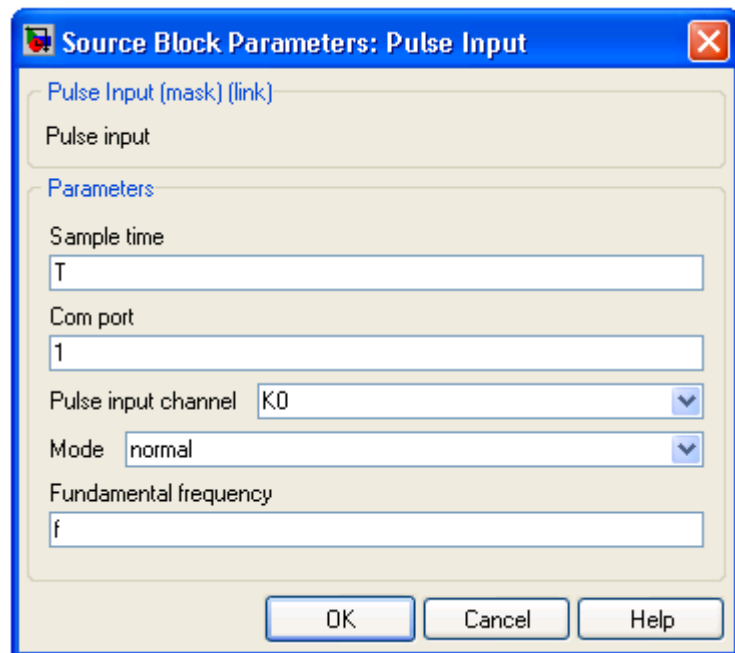 Source Block Parameters: Pulse Input
Pulse Input (mask) (link)
Pulse input
Parameters
Sample time
T
Com port
1
Pulse input channel K0
Mode normal
Fundamental frequency
f
OK Cancel Help